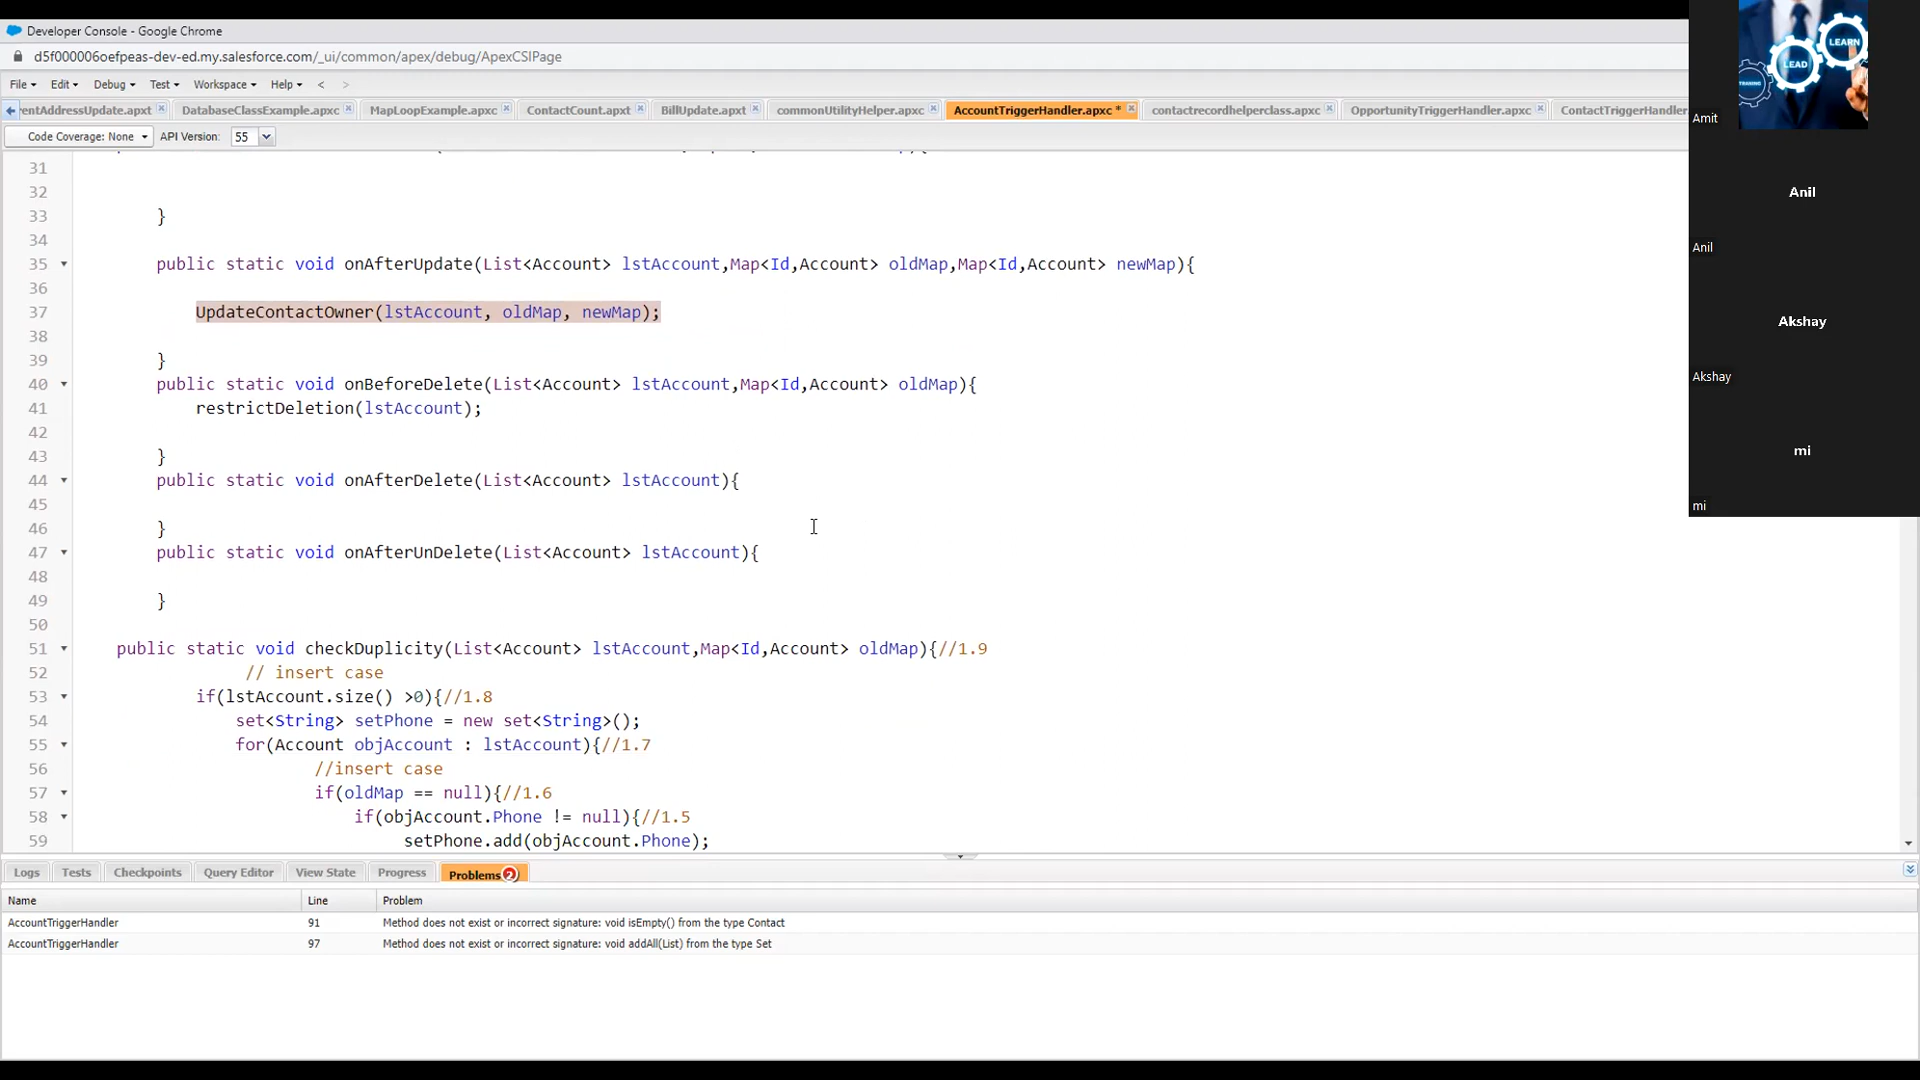 Developer Console - Google Chrome
d5f000006oefpeas-dev-ed.my.salesforce.com/_ui/common/apex/debug/ApexCSIPage
File Edit Debug Test Workspace Help < >
entAddressUpdate.apxt DatabaseClassExample.apxc MapLoopExample.apxc ContactCount.apxt BillUpdate.apxt commonUtilityHelper.apxc AccountTriggerHandler.apxc * contactrecordhelperclass.apxc OpportunityTriggerHandler.apxc ContactTriggerHandler
Code Coverage: None API Version: 55
31
32
33 }
34
35 public static void onAfterUpdate(List<Account> lstAccount,Map<Id,Account> oldMap,Map<Id,Account> newMap){
36
37 UpdateContactOwner(lstAccount, oldMap, newMap);
38
39 }
40 public static void onBeforeDelete(List<Account> lstAccount,Map<Id,Account> oldMap){
41 restrictDeletion(lstAccount);
42
43 }
44 public static void onAfterDelete(List<Account> lstAccount){
45
46 }
47 public static void onAfterUnDelete(List<Account> lstAccount){
48
49 }
50
51 public static void checkDuplicity(List<Account> lstAccount,Map<Id,Account> oldMap){//1.9
52 // insert case
53 if(lstAccount.size() >0){//1.8
54 set<String> setPhone = new set<String>();
55 for(Account objAccount : lstAccount){//1.7
56 //insert case
57 if(oldMap == null){//1.6
58 if(objAccount.Phone != null){//1.5
59 setPhone.add(objAccount.Phone);
Logs Tests Checkpoints Query Editor View State Progress Problems 2
Name Line Problem
AccountTriggerHandler 91 Method does not exist or incorrect signature: void isEmpty() from the type Contact
AccountTriggerHandler 97 Method does not exist or incorrect signature: void addAll(List) from the type Set
LEARN
LEAD
TRAINING
Amit
Anil
Anil
Akshay
Akshay
mi
mi